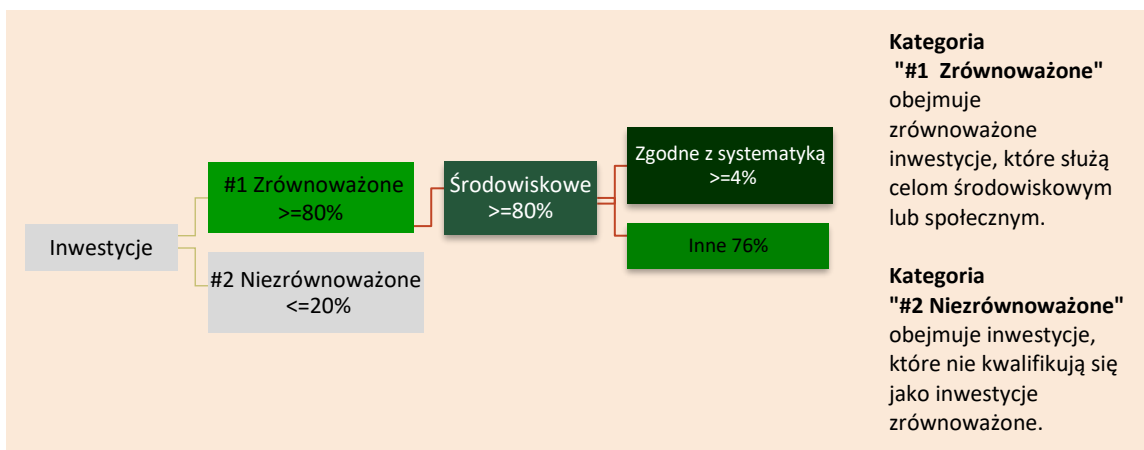 Inwestycje
#1 Zrównoważone
>=80%
#2 Niezrównoważone
<=20%
Środowiskowe
>=80%
Zgodne z systematyką
>=4%
Inne 76%
Kategoria
"#1 Zrównoważone"
obejmuje
zrównoważone
inwestycje, które służą
celom środowiskowym
lub społecznym.
Kategoria
"#2 Niezrównoważone"
obejmuje inwestycje,
które nie kwalifikują się
jako inwestycje
zrównoważone.